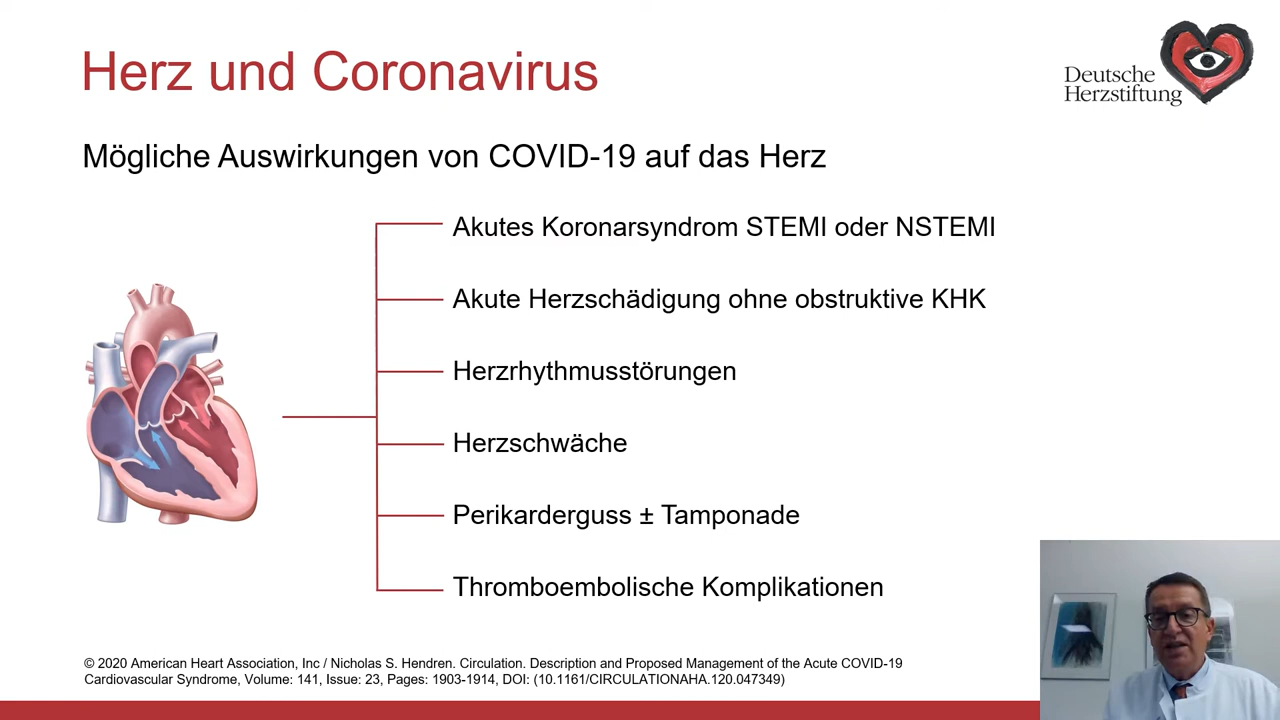 Herz und Coronavirus
Deutsche
Herzstiftung
Mögliche Auswirkungen von COVID-19 auf das Herz
Akutes Koronarsyndrom STEMI oder NSTEMI
Akute Herzschädigung ohne obstruktive KHK
Herzrhythmusstörungen
Herzschwäche
Perikarderguss ± Tamponade
Thromboembolische Komplikationen
© 2020 American Heart Association, Inc / Nicholas S. Hendren. Circulation. Description and Proposed Management of the Acute COVID-19
Cardiovascular Syndrome, Volume: 141, Issue: 23, Pages: 1903-1914, DOI: (10.1161/CIRCULATIONAHA.120.047349)